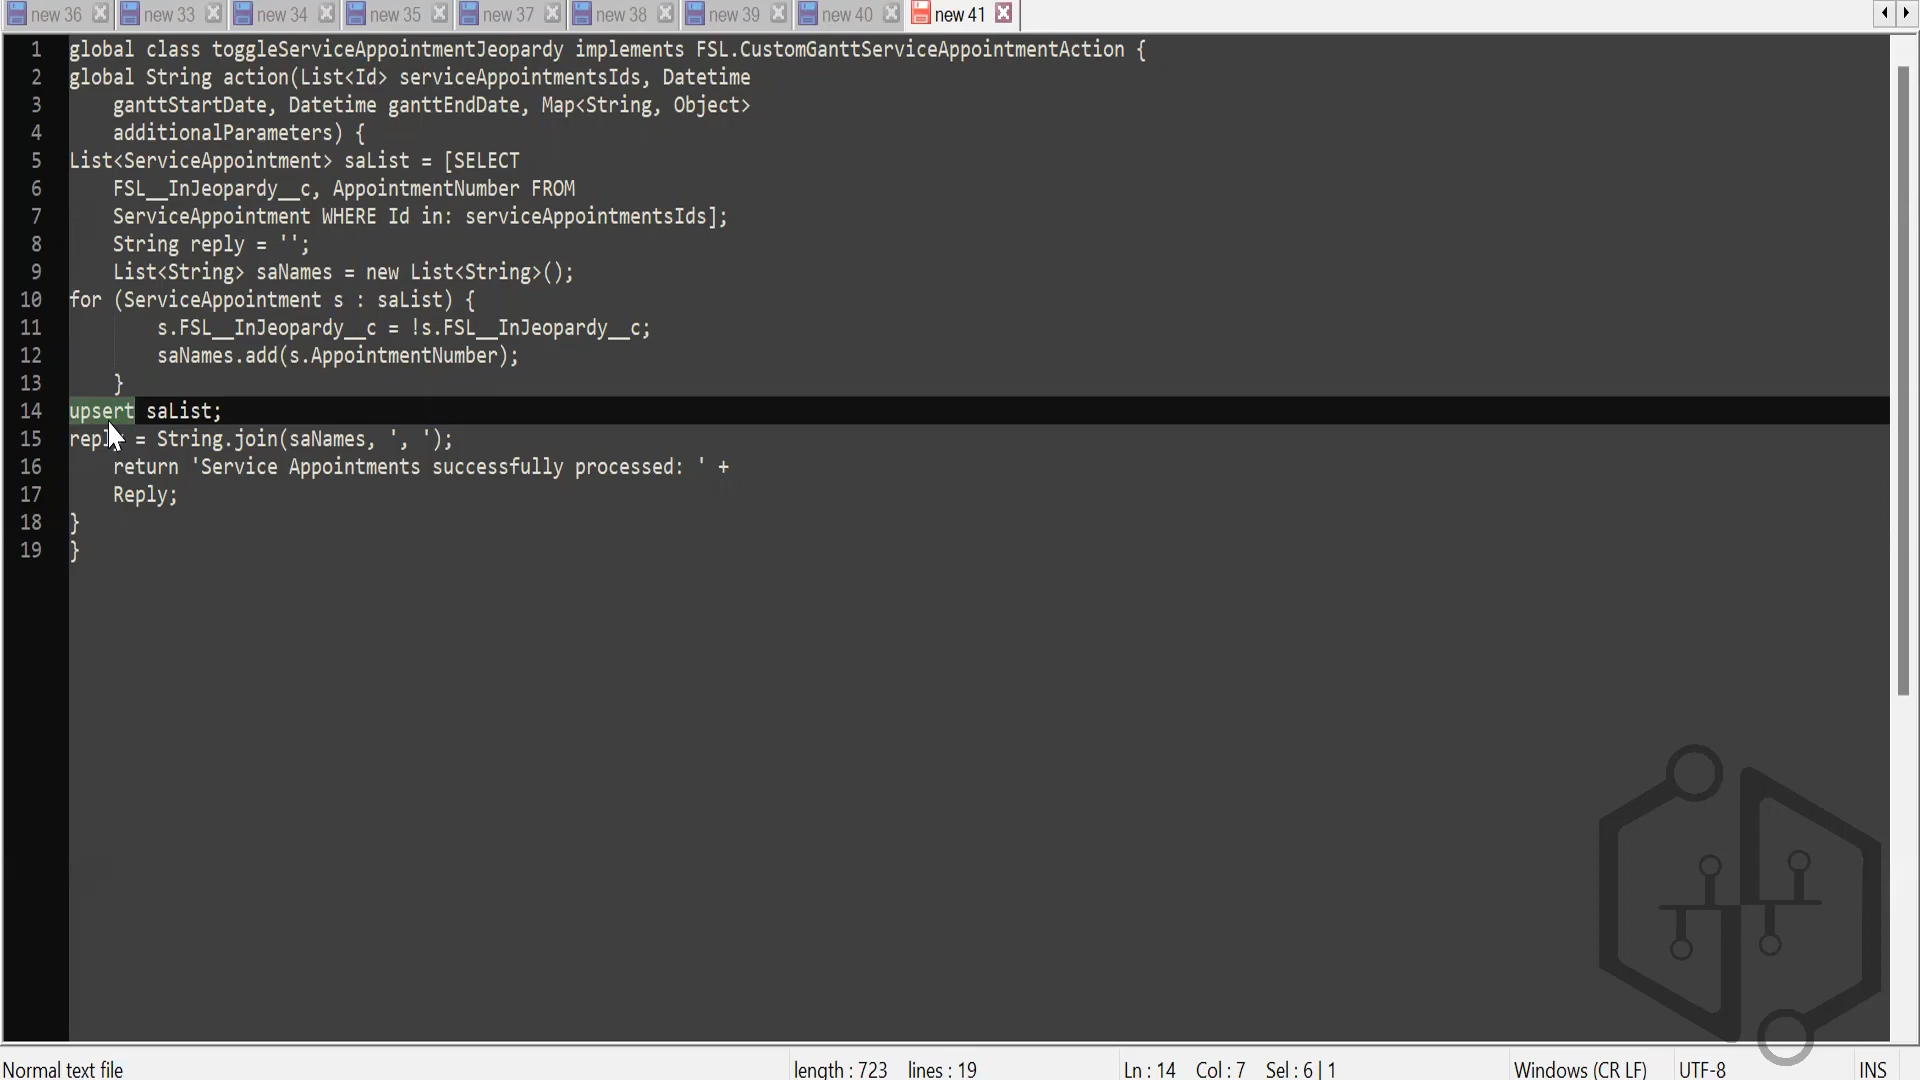 new 36 new 33 new 34 new 35 new 37 new 38 new 39 new 40 new 41
1 global class toggleServiceAppointmentJeopardy implements FSL.CustomGanttServiceAppointmentAction {
2 global String action(List<Id> serviceAppointmentsIds, Datetime
3 ganttStartDate, Datetime ganttEndDate, Map<String, Object>
4 additionalParameters) {
5 List<ServiceAppointment> saList = [SELECT
6 FSL__InJeopardy__c, AppointmentNumber FROM
7 ServiceAppointment WHERE Id in: serviceAppointmentsIds];
8 String reply = '';
9 List<String> saNames = new List<String>();
10 for (ServiceAppointment s : saList) {
11 s.FSL__InJeopardy__c = !s.FSL__InJeopardy__c;
12 saNames.add(s.AppointmentNumber);
13 }
14 upsert saList;
15 reply = String.join(saNames, ', ');
16 return 'Service Appointments successfully processed: ' +
17 Reply;
18 }
19 }
Normal text file length : 723 lines : 19 Ln : 14 Col : 7 Sel : 6 | 1 Windows (CR LF) UTF-8 INS